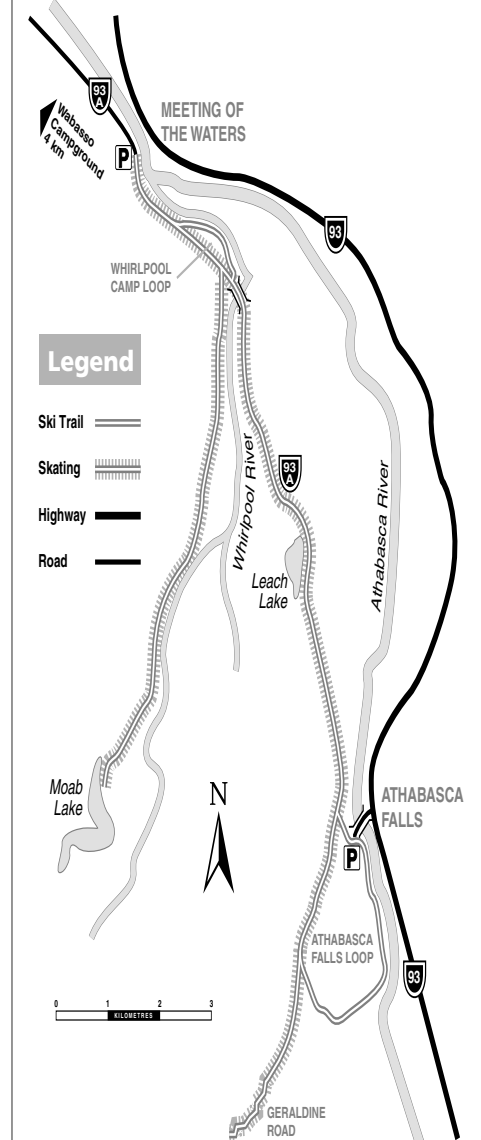 93
A
Wabasso
Campground
4 km
P
MEETING OF
THE WATERS
93
WHIRLPOOL
CAMP LOOP
Legend
Ski Trail
Skating
Highway
Road
93
A
Whirlpool River
Athabasca River
Leach
Lake
Moab
Lake
N
ATHABASCA
FALLS
P
ATHABASCA
FALLS LOOP
93
0 1 2 3
KILOMETRES
GERALDINE
ROAD